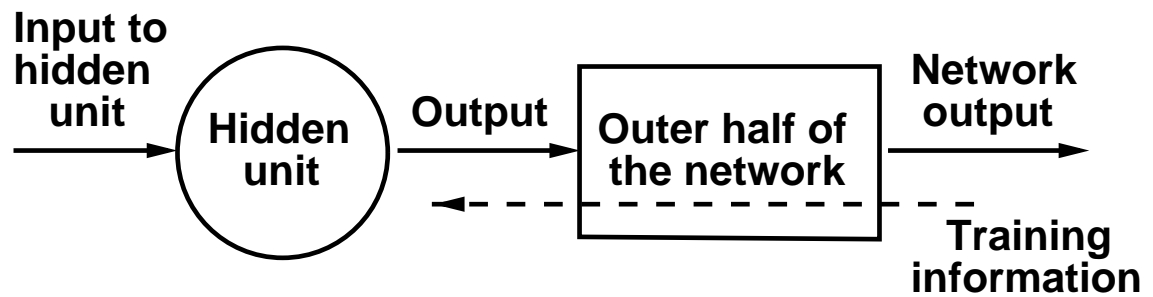 Input to
hidden
unit
Hidden
unit
Output
Outer half of
the network
Network
output
Training
information